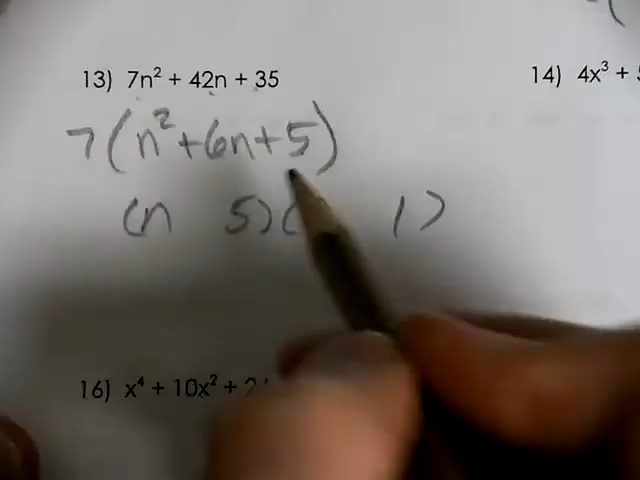 13) 7n² + 42n + 35
14) 4x³ +
7(n²+6n+5)
(n 5)( 1)
16) x⁴ + 10x² +